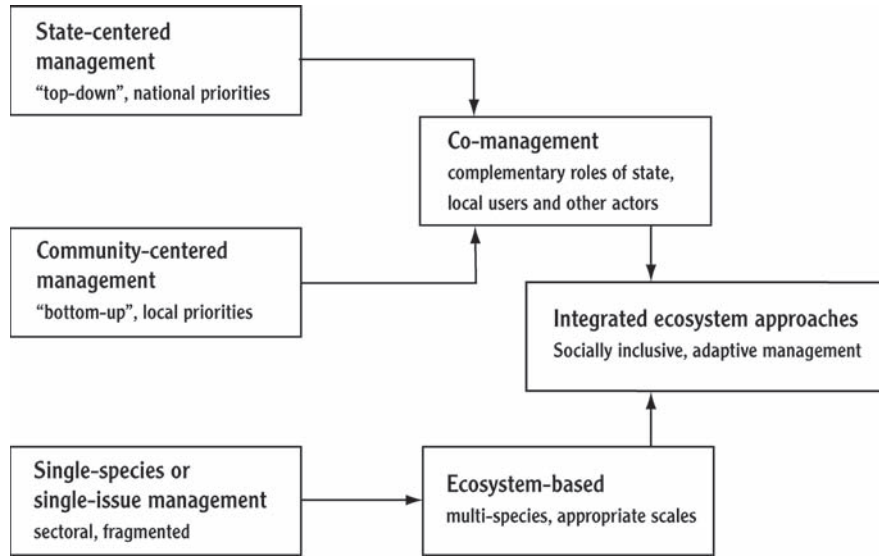 State-centered
management
“top-down”, national priorities
Co-management
complementary roles of state,
local users and other actors
Community-centered
management
“bottom-up”, local priorities
Integrated ecosystem approaches
Socially inclusive, adaptive management
Single-species or
single-issue management
sectoral, fragmented
Ecosystem-based
multi-species, appropriate scales